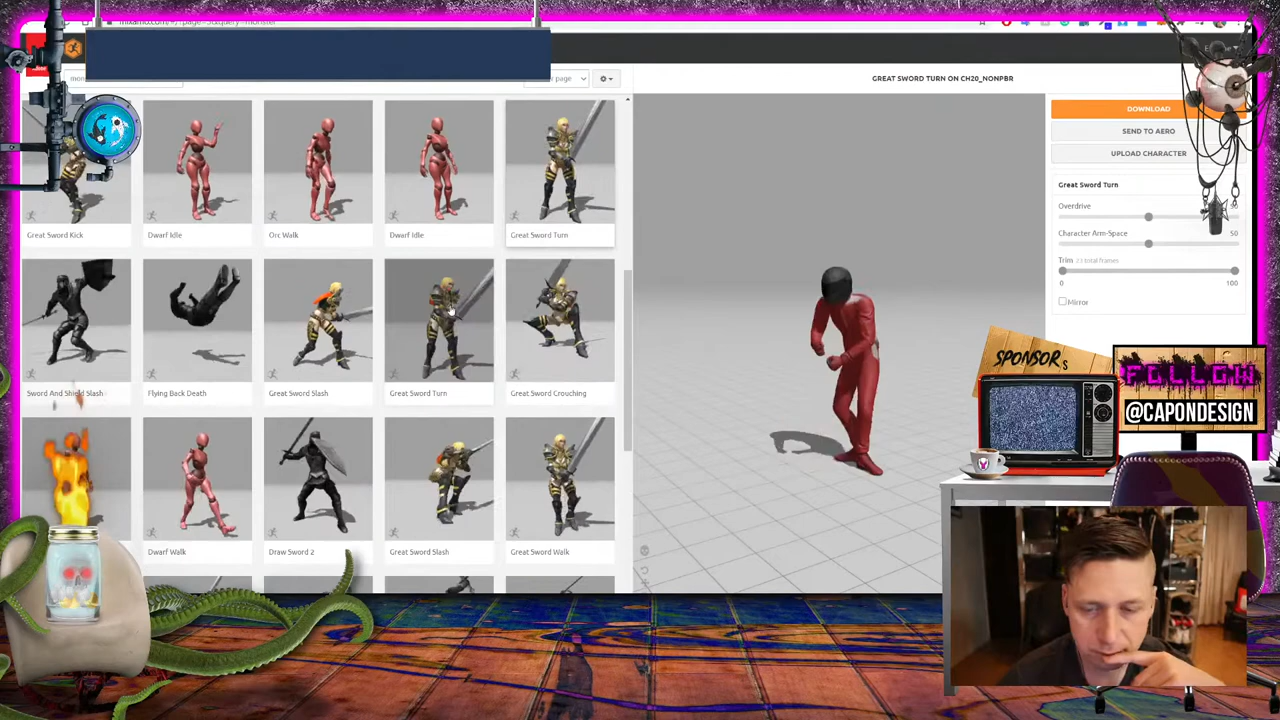 GREAT SWORD TURN ON CH20_NONPBR
DOWNLOAD
SEND TO AERO
UPLOAD CHARACTER
Great Sword Turn
Overdrive
Character Arm-Space
50
Trim
total frames
0
100
Mirror
page
Great Sword Kick
Dwarf Idle
Orc Walk
Dwarf Idle
Great Sword Turn
Sword And Shield Slash
Flying Back Death
Great Sword Slash
Great Sword Turn
Great Sword Crouching
Dwarf Walk
Draw Sword 2
Great Sword Slash
Great Sword Walk
SPONSORS
FOLLOW
@CAPONDESIGN